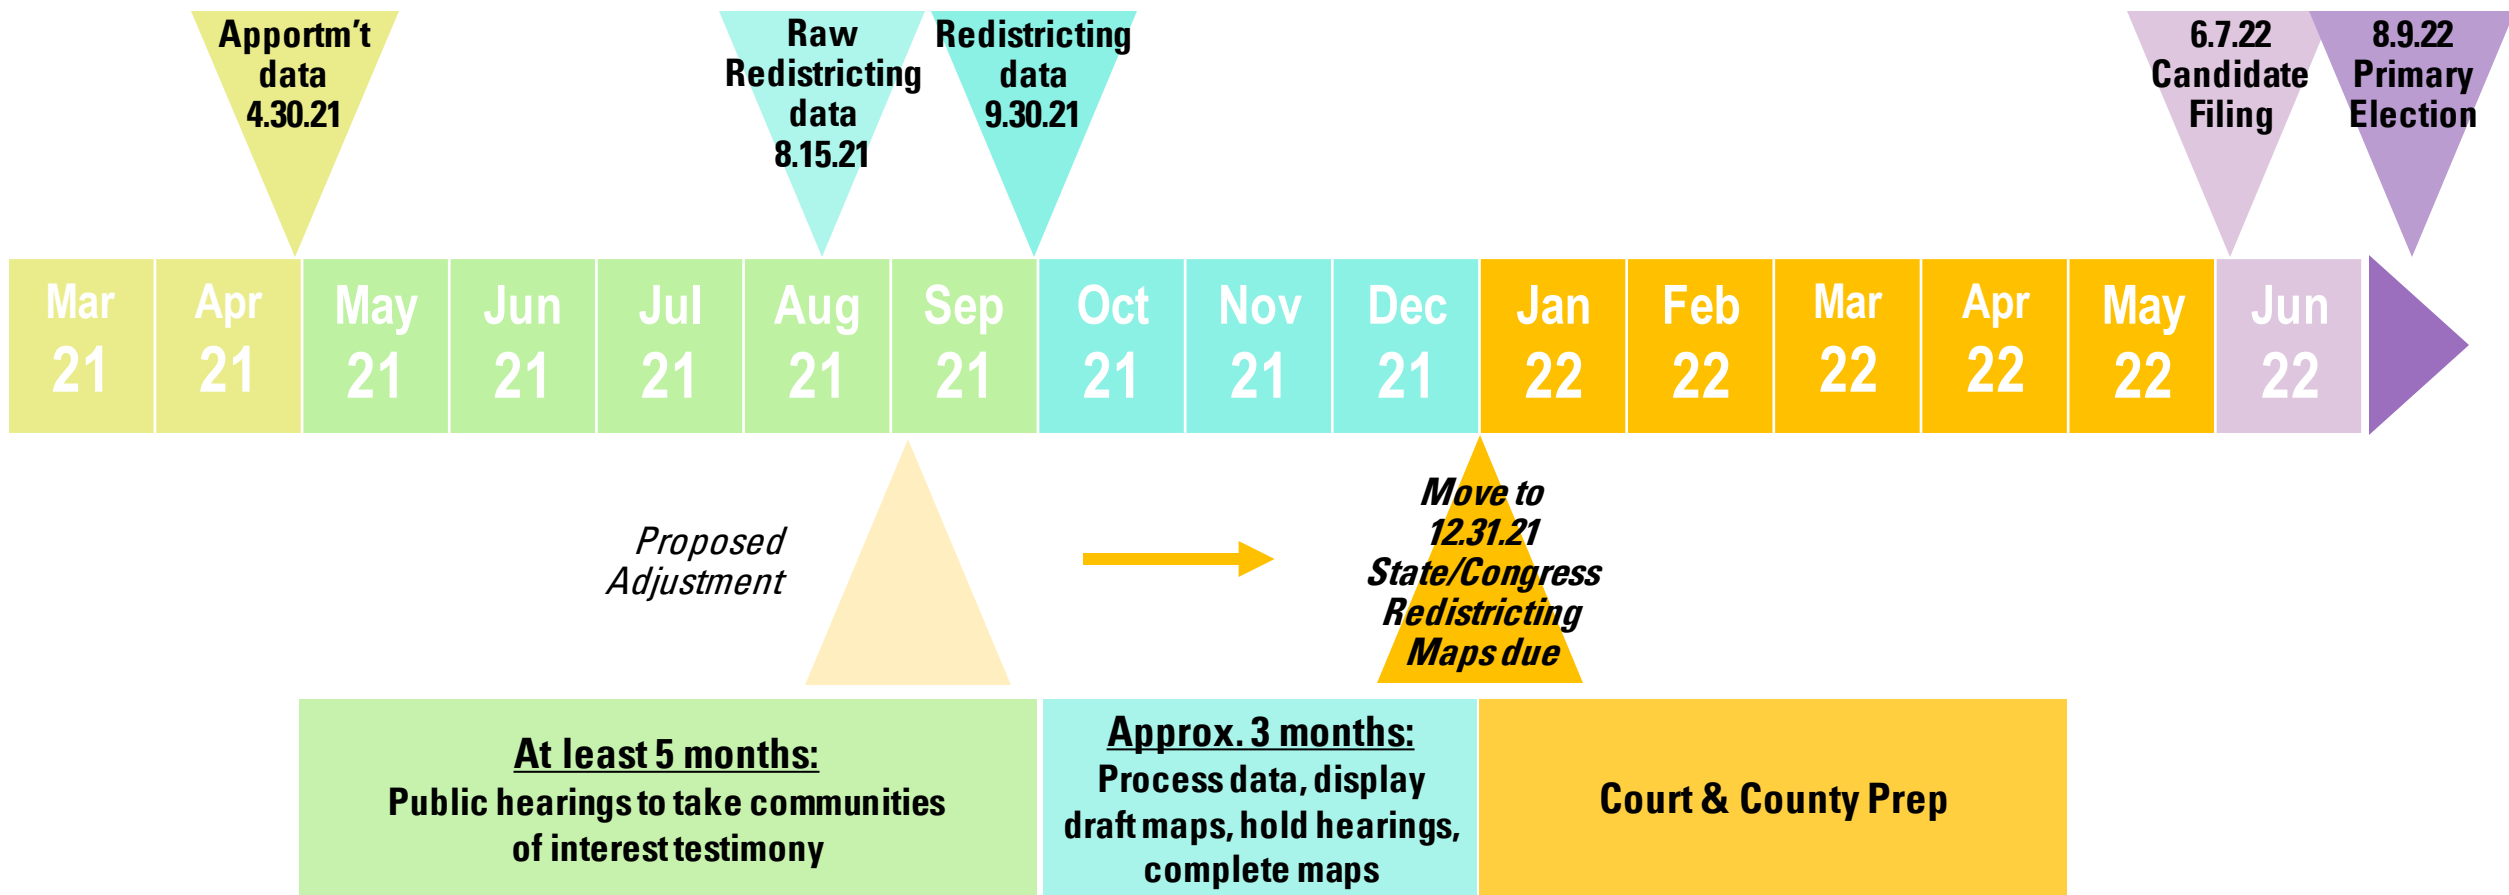 Apportm't
data
4.30.21
Raw
Redistricting
data
8.15.21
Redistricting
data
9.30.21
6.7.22
Candidate
Filing
8.9.22
Primary
Election
Mar
21
Apr
21
May
21
Jun
21
Jul
21
Aug
21
Sep
21
Oct
21
Nov
21
Dec
21
Jan
22
Feb
22
Mar
22
Apr
22
May
22
Jun
22
Proposed
Adjustment
Move to
12.31.21
State/Congress
Redistricting
Maps due
At least 5 months:
Public hearings to take communities
of interest testimony
Approx. 3 months:
Process data, display
draft maps, hold hearings,
complete maps
Court & County Prep